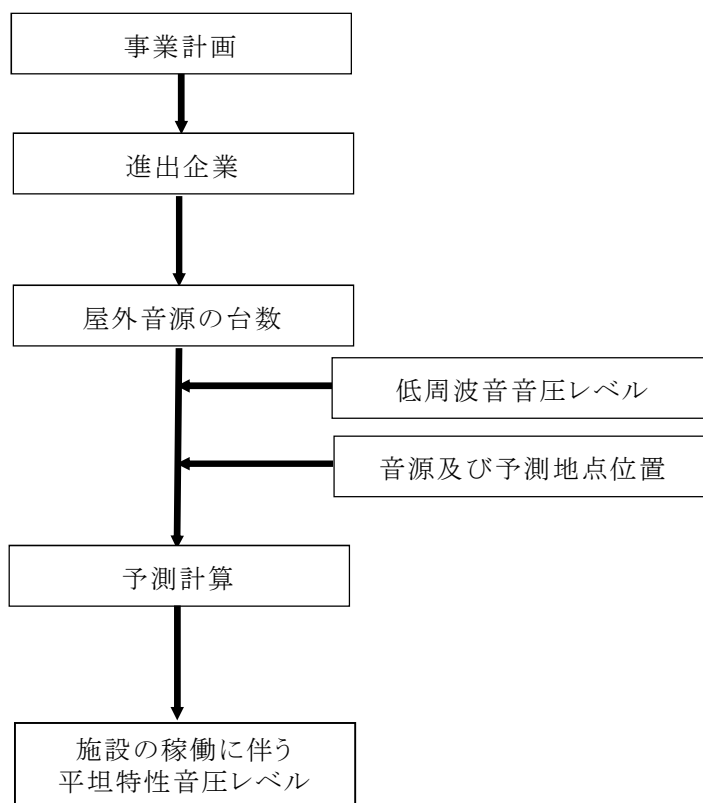 事業計画
進出企業
屋外音源の台数
低周波音音圧レベル
音源及び予測地点位置
予測計算
施設の稼働に伴う
平坦特性音圧レベル